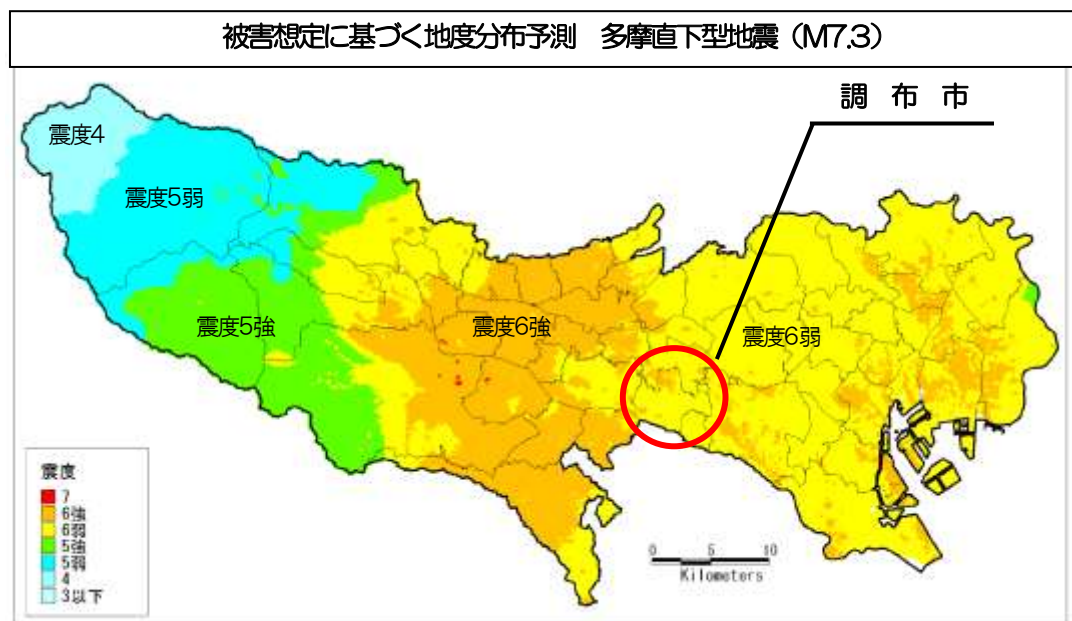 被害想定に基づく地度分布予測　多摩直下型地震（M7.3）
調　布　市
震度4
震度5弱
震度5強
震度6強
震度6弱
震度
7
6強
6弱
5強
5弱
4
3以下
0 5 10
Kilometers